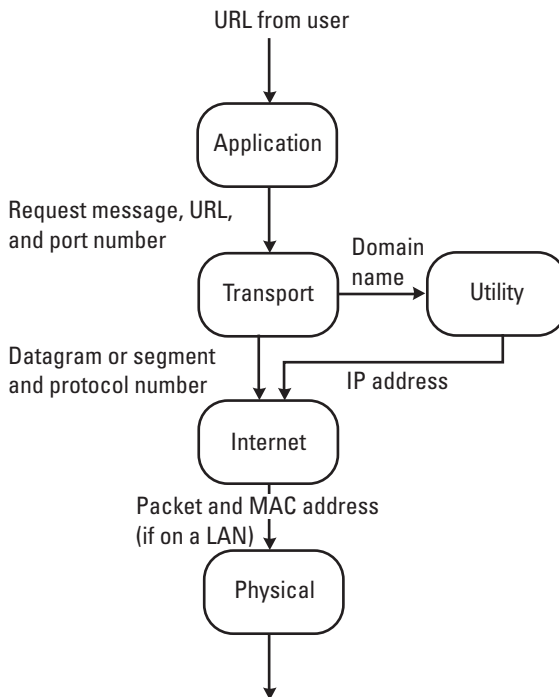 URL from user
Application
Request message, URL,
and port number
Domain
name
Transport
Utility
Datagram or segment
and protocol number
IP address
Internet
Packet and MAC address
(if on a LAN)
Physical